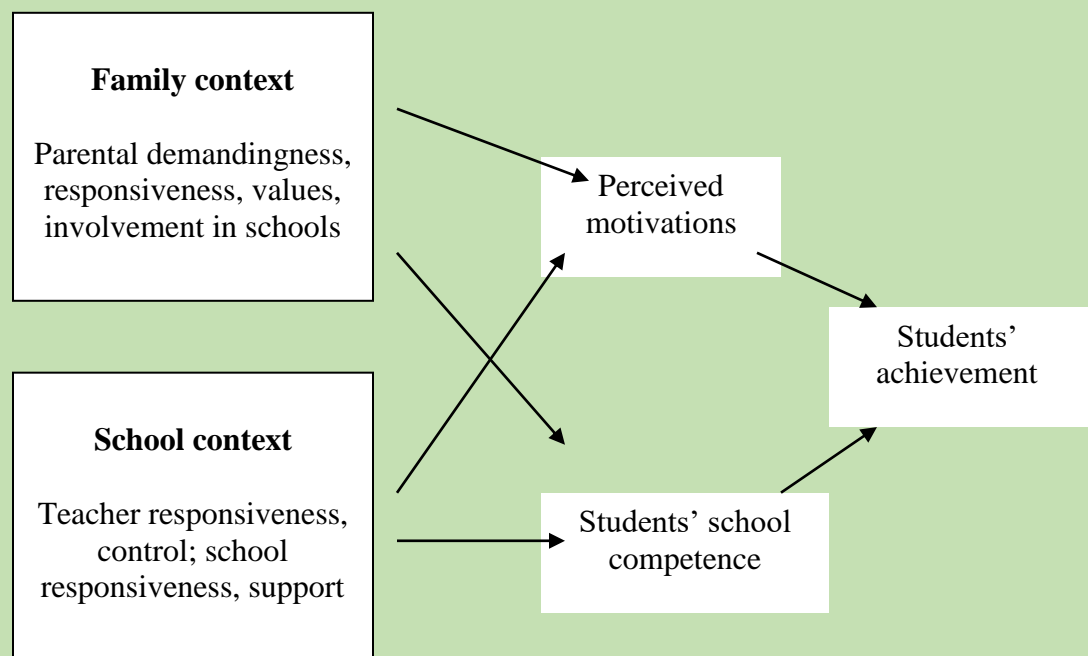 Family context
Parental demandingness,
responsiveness, values,
involvement in schools
Perceived
motivations
Students’
achievement
School context
Teacher responsiveness,
control; school
responsiveness, support
Students’ school
competence